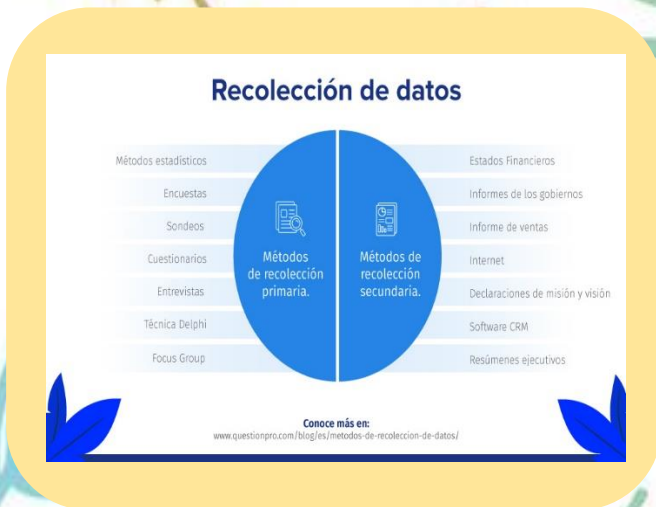 Recolección de datos
Métodos estadísticos
Encuestas
Sondeos
Cuestionarios
Entrevistas
Técnica Delphi
Focus Group
Métodos
de recolección
primaria.
Métodos de
recolección
secundaria.
Estados Financieros
Informes de los gobiernos
Informe de ventas
Internet
Declaraciones de misión y visión
Software CRM
Resúmenes ejecutivos
Conoce más en:
www.questionpro.com/blog/es/metodos-de-recoleccion-de-datos/